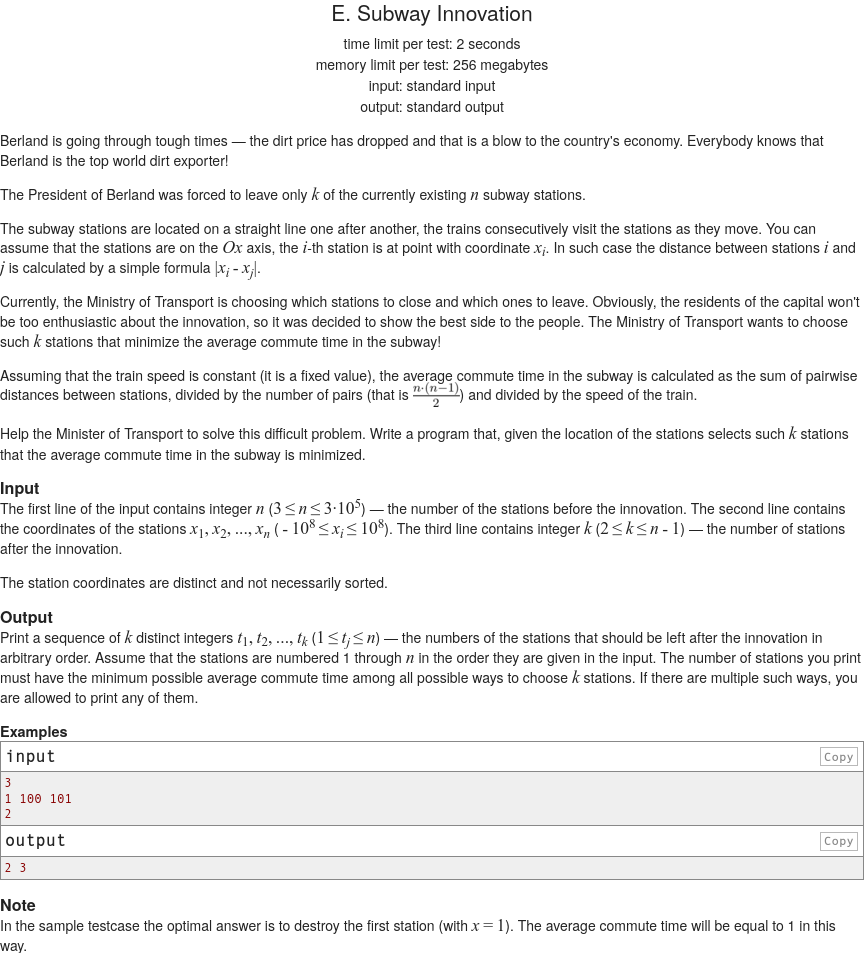 E. Subway Innovation
time limit per test: 2 seconds
memory limit per test: 256 megabytes
input: standard input
output: standard output
Berland is going through tough times — the dirt price has dropped and that is a blow to the country's economy. Everybody knows that
Berland is the top world dirt exporter!
The President of Berland was forced to leave only k of the currently existing n subway stations.
The subway stations are located on a straight line one after another, the trains consecutively visit the stations as they move. You can
assume that the stations are on the Ox axis, the i-th station is at point with coordinate x_i. In such case the distance between stations i and
j is calculated by a simple formula |x_i - x_j|.
Currently, the Ministry of Transport is choosing which stations to close and which ones to leave. Obviously, the residents of the capital won't
be too enthusiastic about the innovation, so it was decided to show the best side to the people. The Ministry of Transport wants to choose
such k stations that minimize the average commute time in the subway!
Assuming that the train speed is constant (it is a fixed value), the average commute time in the subway is calculated as the sum of pairwise
distances between stations, divided by the number of pairs (that is n·(n−1)/2) and divided by the speed of the train.
Help the Minister of Transport to solve this difficult problem. Write a program that, given the location of the stations selects such k stations
that the average commute time in the subway is minimized.
Input
The first line of the input contains integer n (3 ≤ n ≤ 3·10^5) — the number of the stations before the innovation. The second line contains
the coordinates of the stations x_1, x_2, ..., x_n ( - 10^8 ≤ x_i ≤ 10^8). The third line contains integer k (2 ≤ k ≤ n - 1) — the number of stations
after the innovation.
The station coordinates are distinct and not necessarily sorted.
Output
Print a sequence of k distinct integers t_1, t_2, ..., t_k (1 ≤ t_j ≤ n) — the numbers of the stations that should be left after the innovation in
arbitrary order. Assume that the stations are numbered 1 through n in the order they are given in the input. The number of stations you print
must have the minimum possible average commute time among all possible ways to choose k stations. If there are multiple such ways, you
are allowed to print any of them.
Examples
input
Copy
3
1 100 101
2
output
Copy
2 3
Note
In the sample testcase the optimal answer is to destroy the first station (with x = 1). The average commute time will be equal to 1 in this
way.